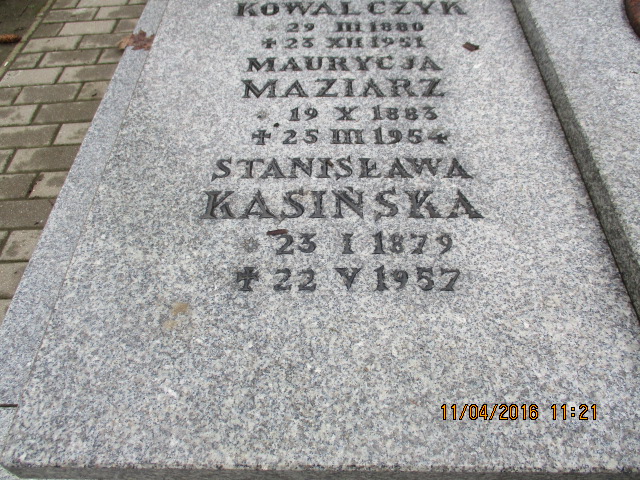 KOWALCZYK
* 29 III 1880
✝ 23 XII 1951
MAURYCJA
MAZIARZ
* 19 X 1883
✝ 25 III 1954
STANISŁAWA
KASIŃSKA
* 23 I 1879
✝ 22 V 1957
11/04/2016 11:21